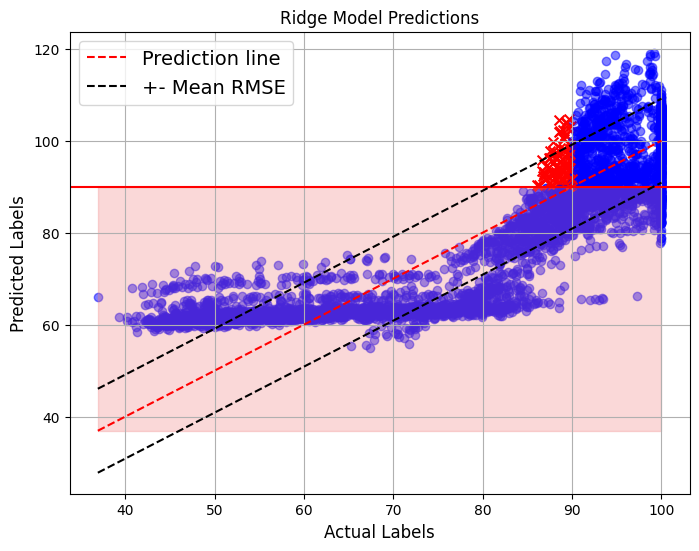 Ridge Model Predictions
Prediction line
+- Mean RMSE
Predicted Labels
120
100
80
60
40
40 50 60 70 80 90 100
Actual Labels